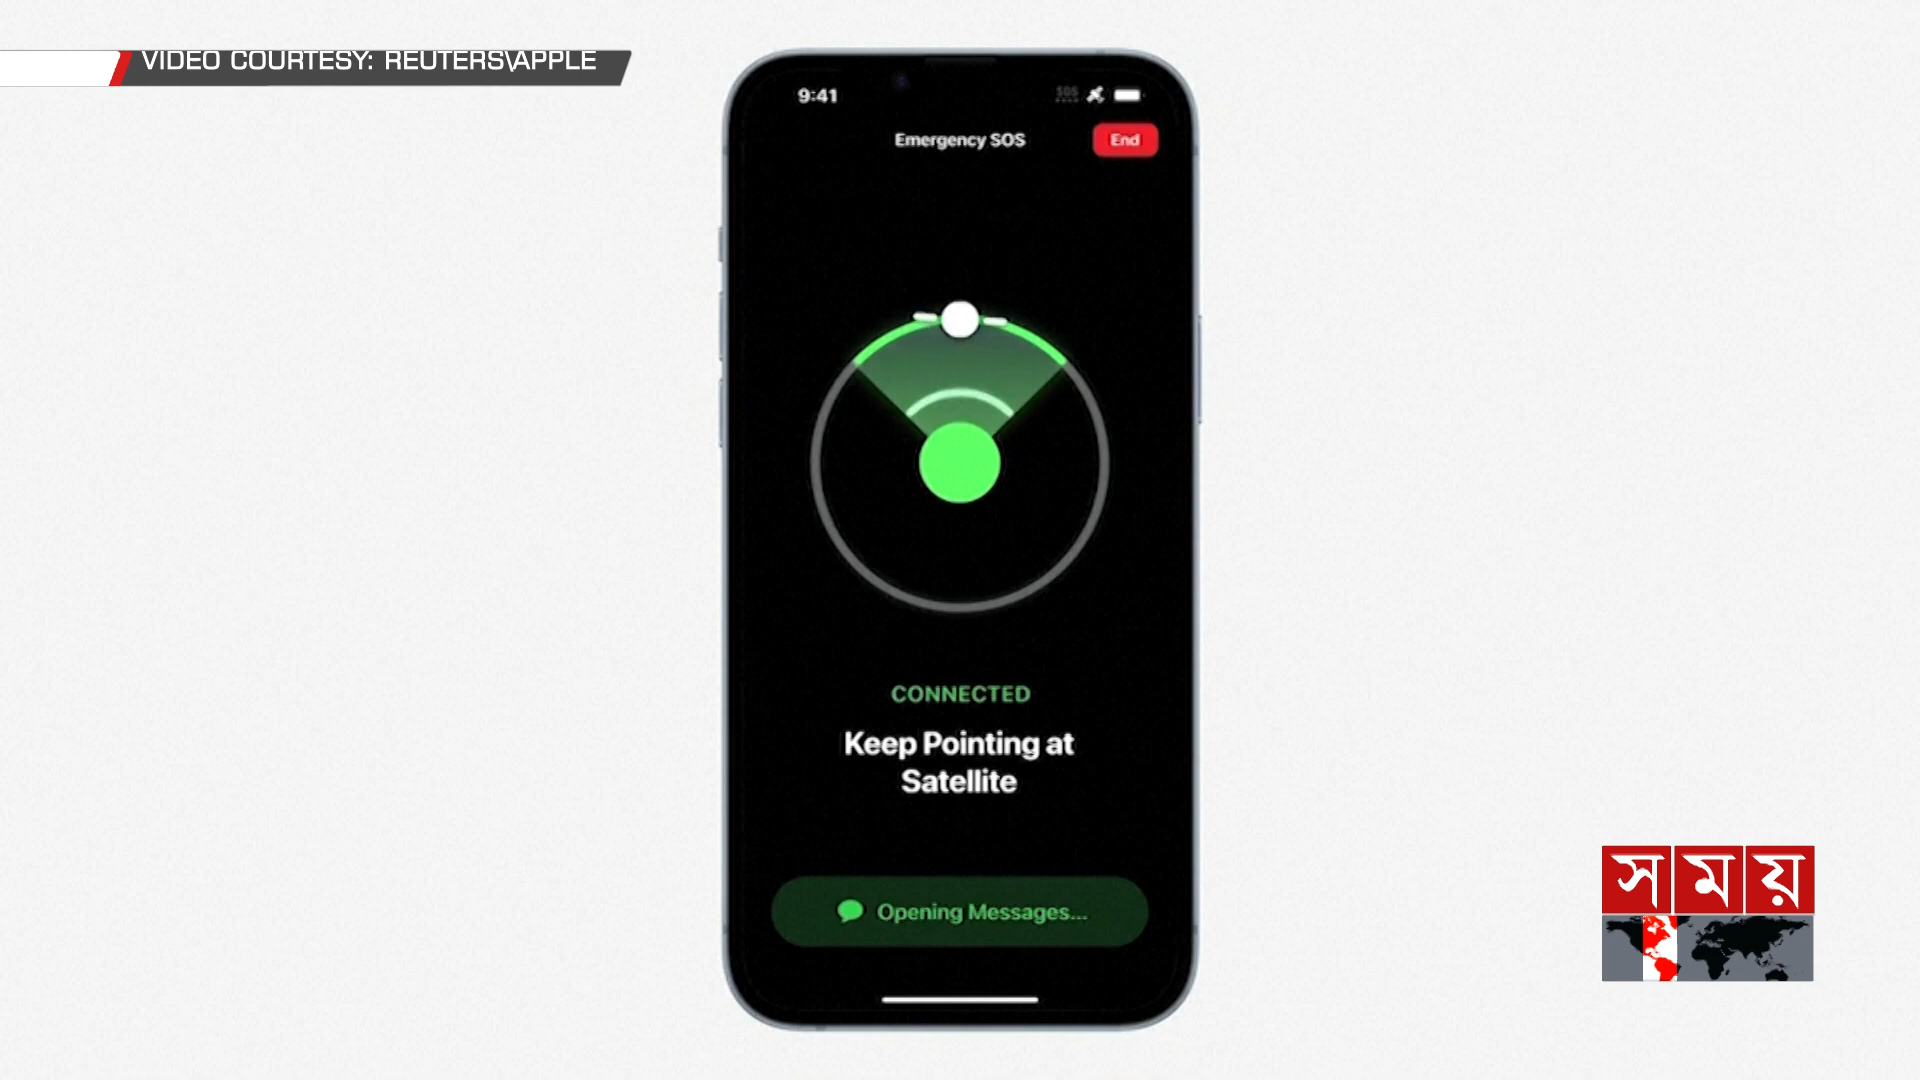 VIDEO COURTESY: REUTERS\APPLE
9:41
SOS
Emergency SOS
End
CONNECTED
Keep Pointing at
Satellite
Opening Messages...
সময়